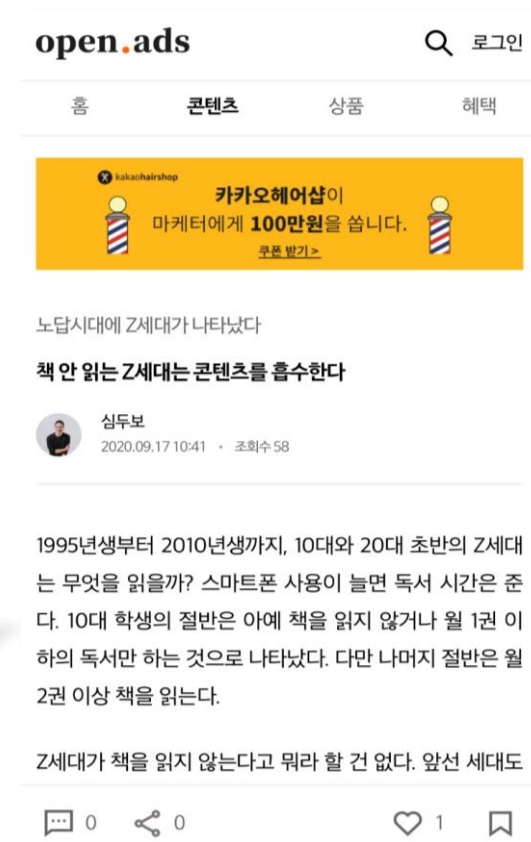 open.ads
로그인
홈 콘텐츠 상품 혜택
kakaohairshop
카카오헤어샵이
마케터에게 100만원을 쏩니다.
쿠폰 받기 >
노답시대에 Z세대가 나타났다
책 안 읽는 Z세대는 콘텐츠를 흡수한다
심두보
2020.09.17 10:41 · 조회수 58
1995년생부터 2010년생까지, 10대와 20대 초반의 Z세대
는 무엇을 읽을까? 스마트폰 사용이 늘면 독서 시간은 준
다. 10대 학생의 절반은 아예 책을 읽지 않거나 월 1권 이
하의 독서만 하는 것으로 나타났다. 다만 나머지 절반은 월
2권 이상 책을 읽는다.
Z세대가 책을 읽지 않는다고 뭐라 할 건 없다. 앞선 세대도
0 0 1